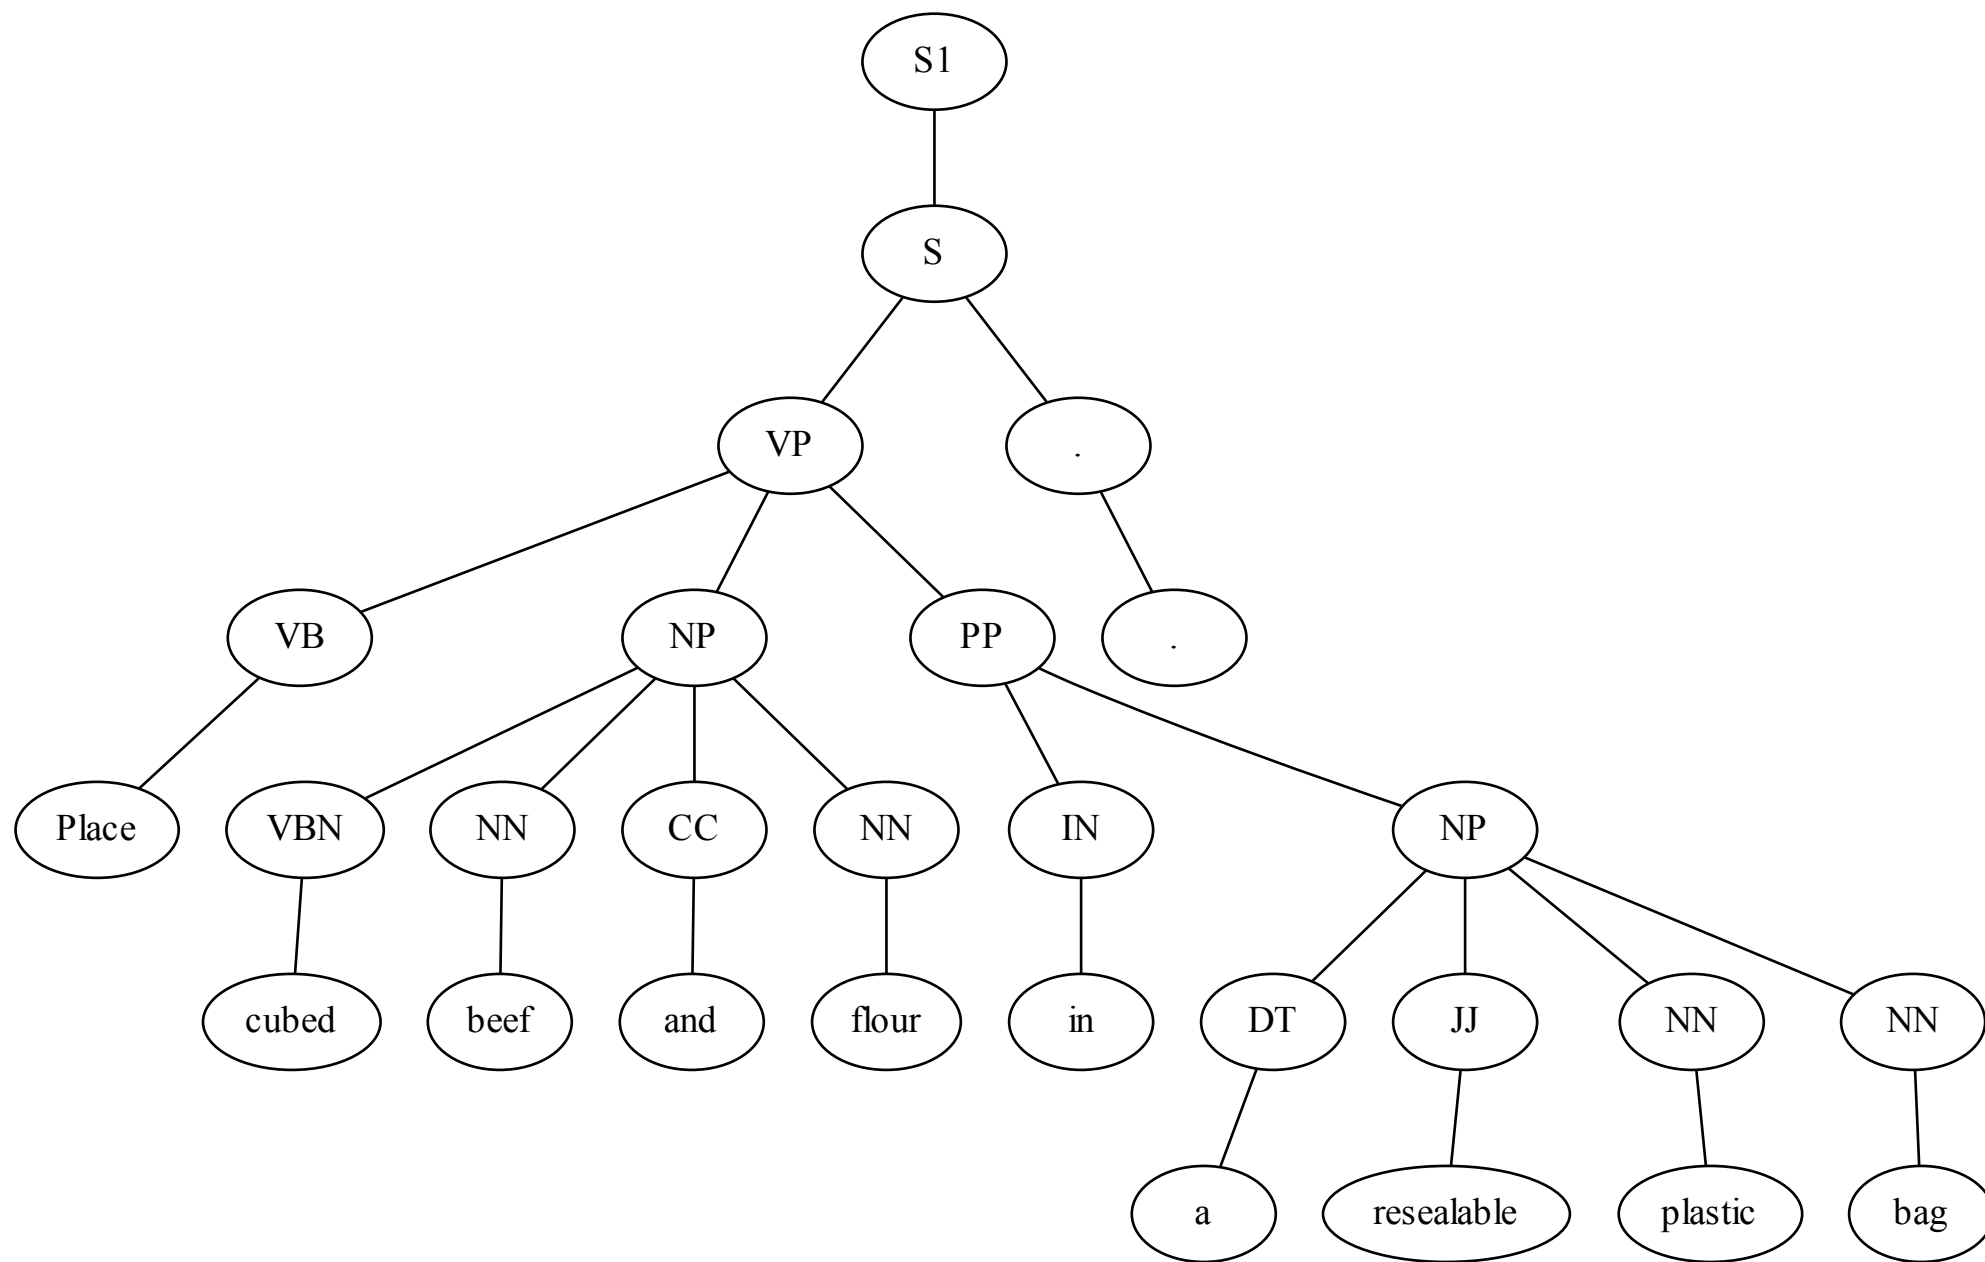 S1
S
VP .
VB NP PP .
Place VBN NN CC NN IN NP
cubed beef and flour in DT JJ NN NN
a resealable plastic bag